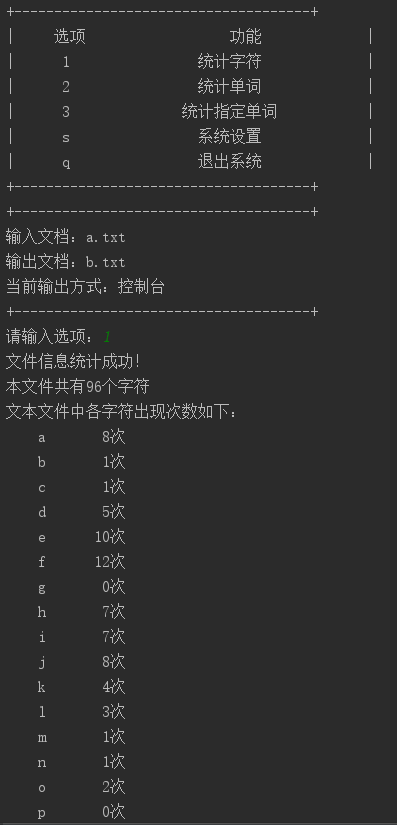 +-------------------------------------+
| 选项 功能 |
| 1 统计字符 |
| 2 统计单词 |
| 3 统计指定单词 |
| s 系统设置 |
| q 退出系统 |
+-------------------------------------+
+-------------------------------------+
输入文档：a.txt
输出文档：b.txt
当前输出方式：控制台
+-------------------------------------+
请输入选项：1
文件信息统计成功!
本文件共有96个字符
文本文件中各字符出现次数如下：
a 8次
b 1次
c 1次
d 5次
e 10次
f 12次
g 0次
h 7次
i 7次
j 8次
k 4次
l 3次
m 1次
n 1次
o 2次
p 0次